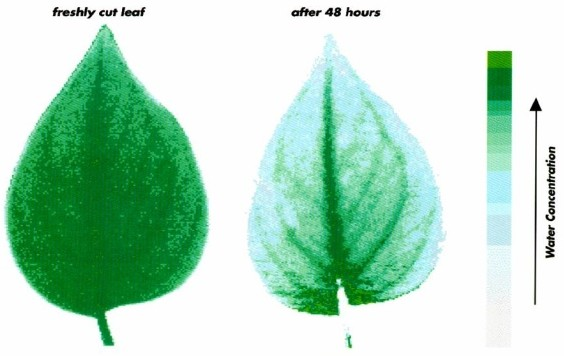 freshly cut leaf
after 48 hours
Water Concentration